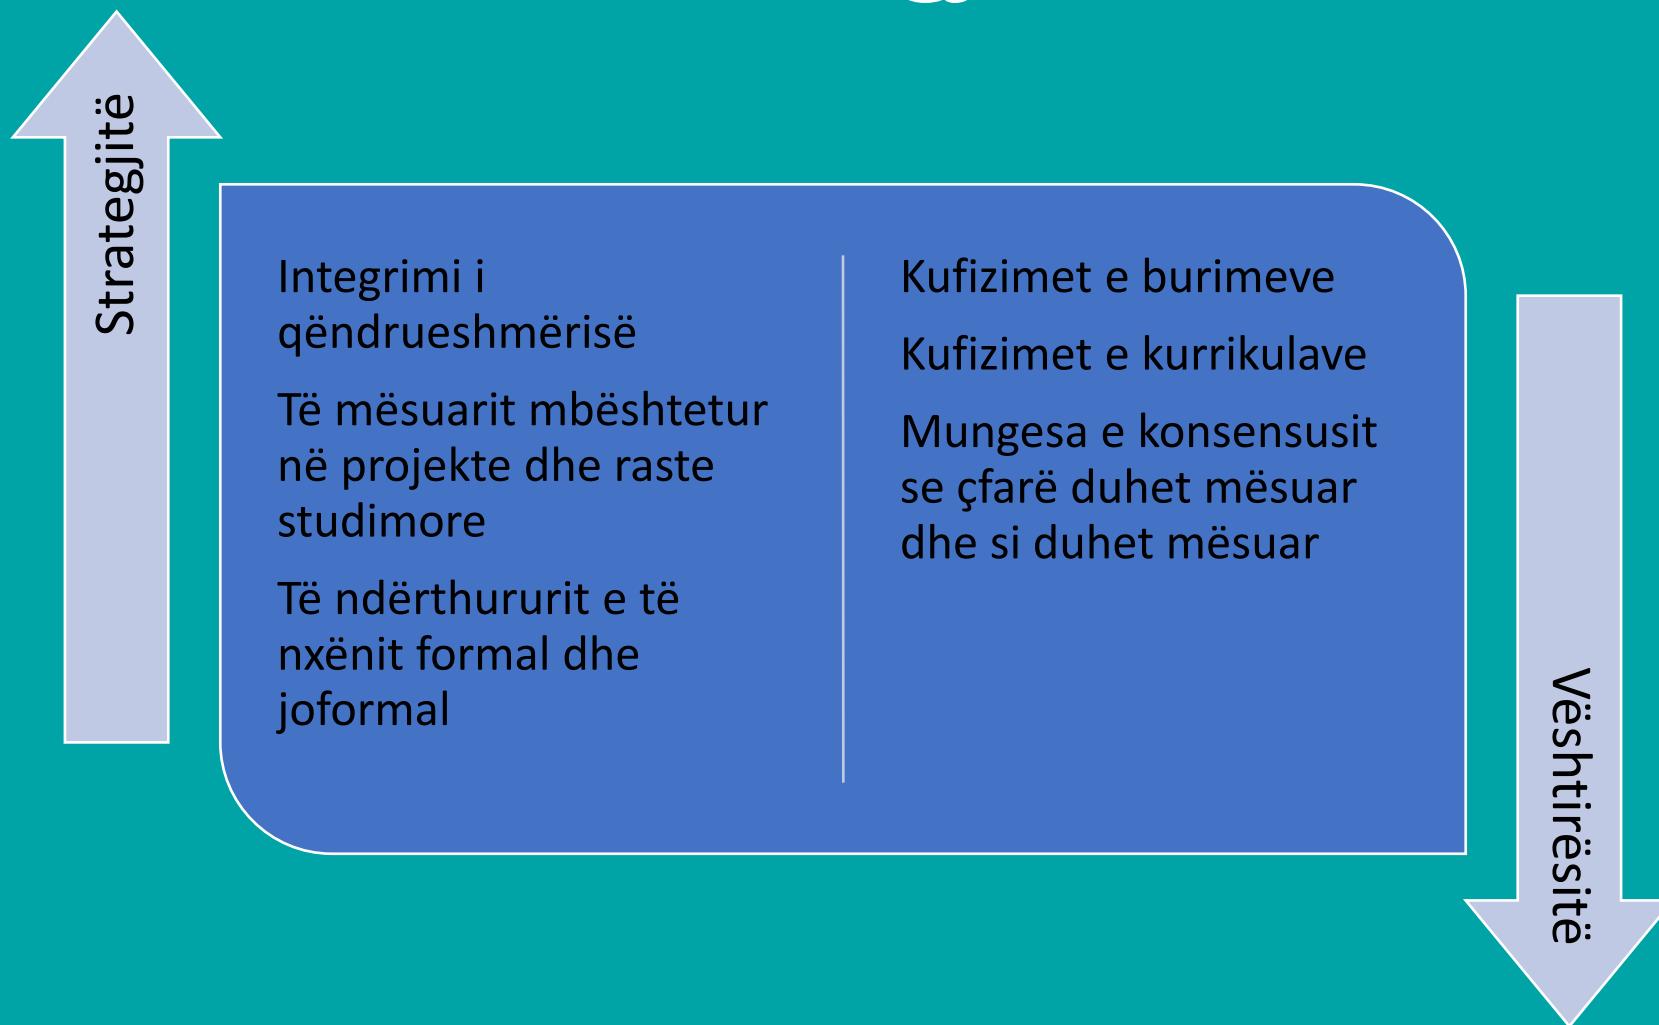 Strategjitë
Integrimi i
qëndrueshmërisë
Të mësuarit mbështetur
në projekte dhe raste
studimore
Të ndërthururit e të
nxënit formal dhe
joformal
Kufizimet e burimeve
Kufizimet e kurrikulave
Mungesa e konsensusit
se çfarë duhet mësuar
dhe si duhet mësuar
Vështirësitë